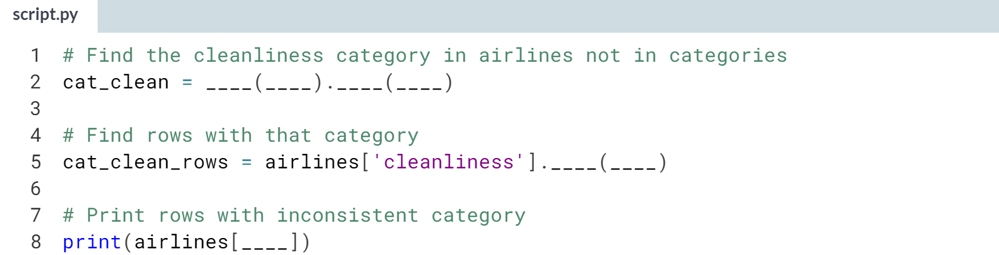 script.py
1 # Find the cleanliness category in airlines not in categories
2 cat_clean = ____(____).____(____)
3
4 # Find rows with that category
5 cat_clean_rows = airlines['cleanliness'].____(____)
6
7 # Print rows with inconsistent category
8 print(airlines[____])